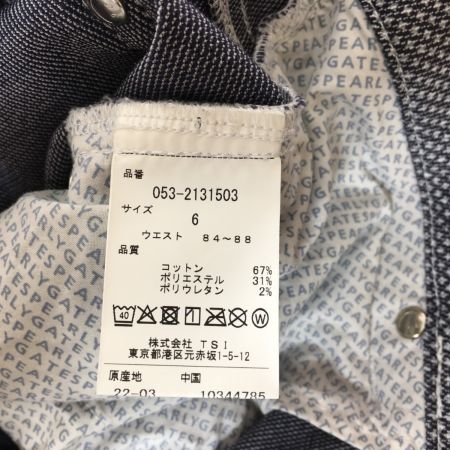 品番
053-2131503
サイズ
6
ウエスト 84～88
品質
コットン 67%
ポリエステル 31%
ポリウレタン 2%
40
W
株式会社 TSI
東京都港区元赤坂1-5-12
原産地 中国
22-03 10344785
PEARLY GATES